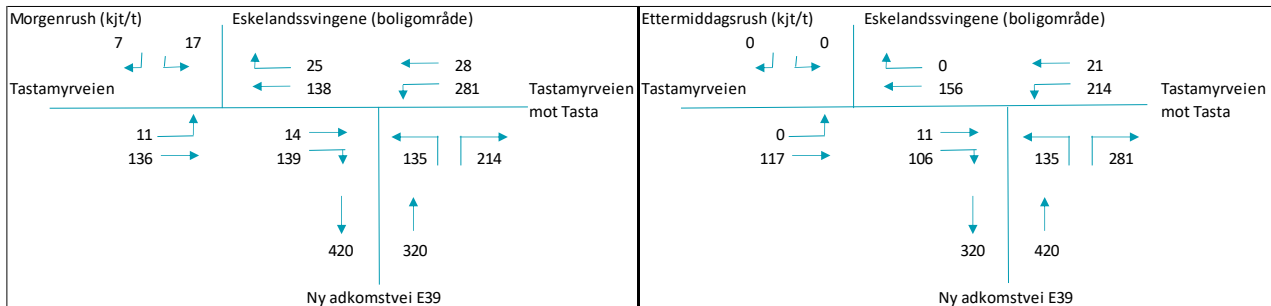 Morgenrush (kjt/t) Eskelandssvingene (boligområde)
7 17
25 28
Tastamyrveien 138 281 Tastamyrveien
mot Tasta
11 14
136 139 135 214
420 320
Ny adkomstvei E39
Ettermiddagsrush (kjt/t) Eskelandssvingene (boligområde)
0 0
0 21
Tastamyrveien 156 214 Tastamyrveien
mot Tasta
0 11
117 106 135 281
320 420
Ny adkomstvei E39